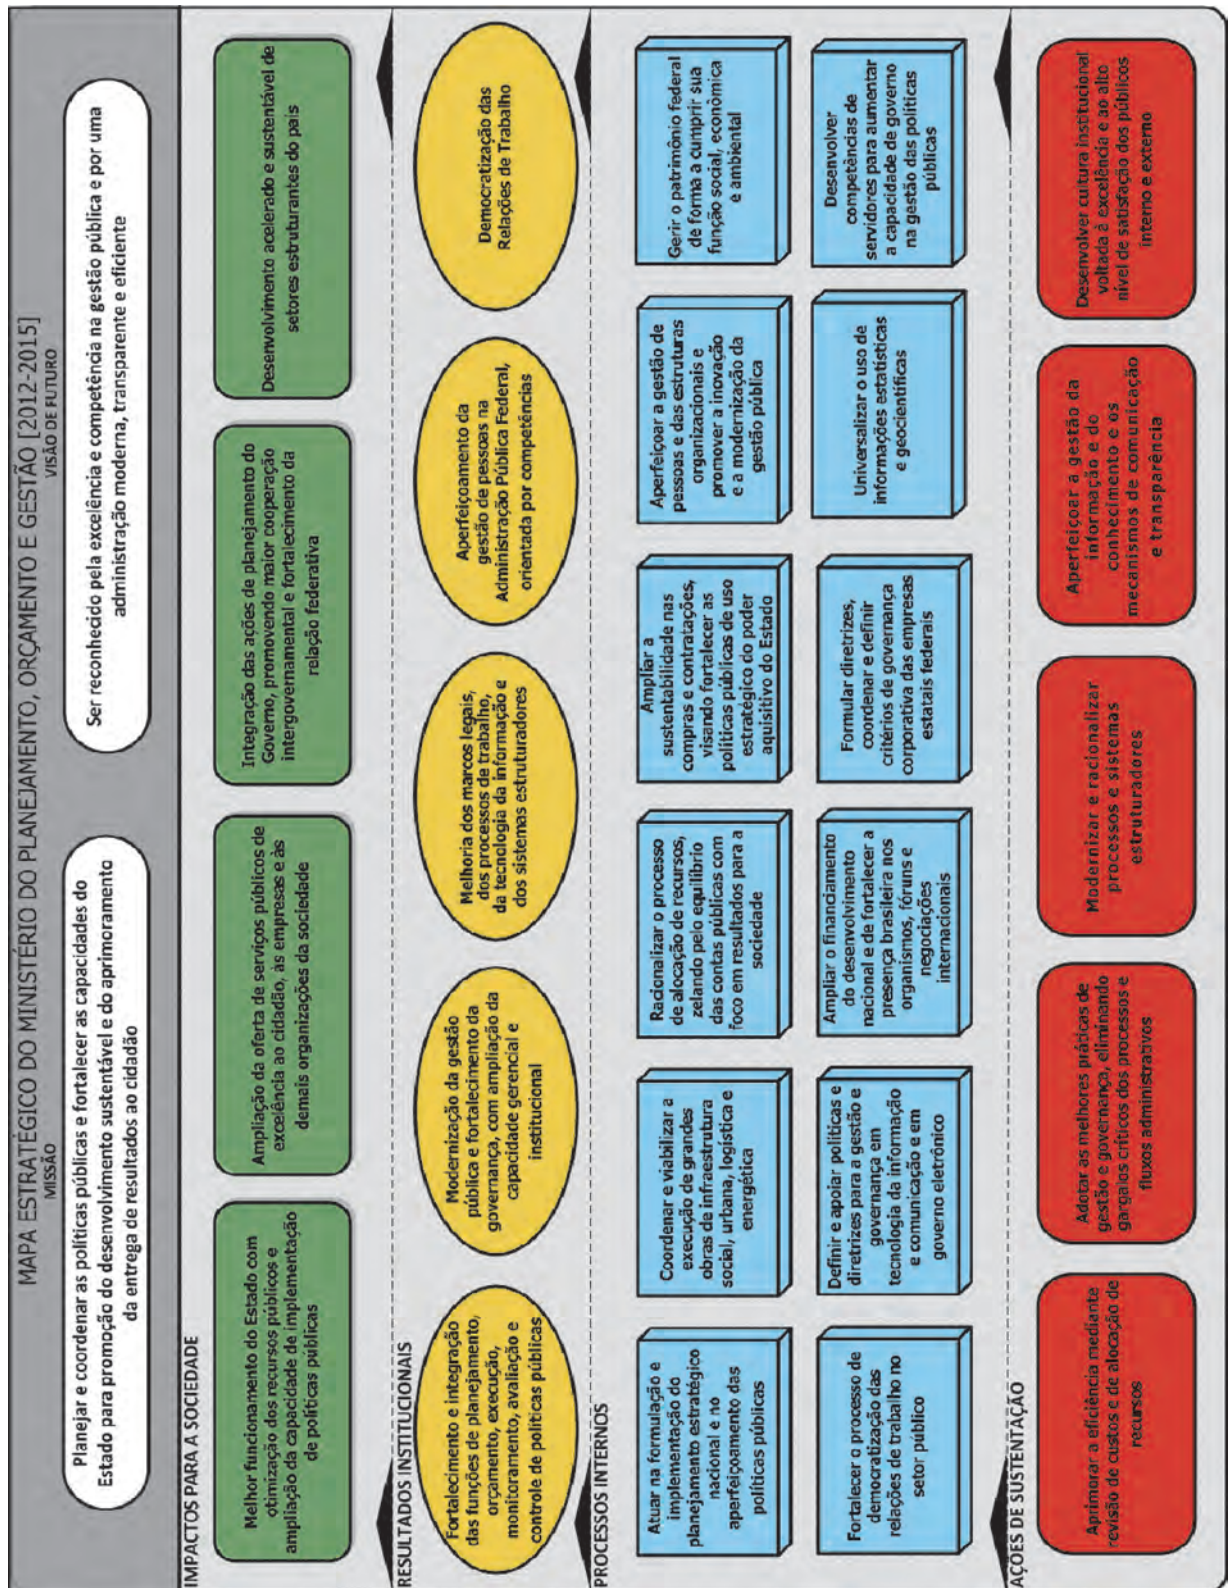 MAPA ESTRATÉGICO DO MINISTÉRIO DO PLANEJAMENTO, ORÇAMENTO E GESTÃO [2012-2015]
MISSÃO
Planejar e coordenar as políticas públicas e fortalecer as capacidades do
Estado para promoção do desenvolvimento sustentável e do aprimoramento
da entrega de resultados ao cidadão
VISÃO DE FUTURO
Ser reconhecido pela excelência e competência na gestão pública e por uma
administração moderna, transparente e eficiente
IMPACTOS PARA A SOCIEDADE
Melhor funcionamento do Estado com
otimização dos recursos públicos e
ampliação da capacidade de implementação
de políticas públicas
Ampliação da oferta de serviços públicos de
excelência ao cidadão, às empresas e às
demais organizações da sociedade
Integração das ações de planejamento do
Governo, promovendo maior cooperação
intergovernamental e fortalecimento da
relação federativa
Desenvolvimento acelerado e sustentável de
setores estruturantes do país
RESULTADOS INSTITUCIONAIS
Fortalecimento e integração
das funções de planejamento,
orçamento, execução,
monitoramento, avaliação e
controle de políticas públicas
Modernização da gestão
pública e fortalecimento da
governança, com ampliação da
capacidade gerencial e
institucional
Melhoria dos marcos legais,
dos processos de trabalho,
da tecnologia da informação e
dos sistemas estruturadores
Aperfeiçoamento da
gestão de pessoas na
Administração Pública Federal,
orientada por competências
Democratização das
Relações de Trabalho
PROCESSOS INTERNOS
Atuar na formulação e
implementação do
planejamento estratégico
nacional e no
aperfeiçoamento das
políticas públicas
Coordenar e viabilizar a
execução de grandes
obras de infraestrutura
social, urbana, logística e
energética
Racionalizar o processo
de alocação de recursos,
zelando pelo equilíbrio
das contas públicas com
foco em resultados para a
sociedade
Ampliar a
sustentabilidade nas
compras e contratações,
visando fortalecer as
políticas públicas de uso
estratégico do poder
aquisitivo do Estado
Aperfeiçoar a gestão de
pessoas e das estruturas
organizacionais e
promover a inovação
e a modernização da
gestão pública
Gerir o patrimônio federal
de forma a cumprir sua
função social, econômica
e ambiental
Fortalecer o processo de
democratização das
relações de trabalho no
setor público
Definir e apoiar políticas e
diretrizes para a gestão e
governança em
tecnologia da informação
e comunicação e em
governo eletrônico
Ampliar o financiamento
do desenvolvimento
nacional e de fortalecer a
presença brasileira nos
organismos, fóruns e
negociações
internacionais
Formular diretrizes,
coordenar e definir
critérios de governança
corporativa das empresas
estatais federais
Universalizar o uso de
informações estatísticas
e geocientíficas
Desenvolver
competências de
servidores para aumentar
a capacidade de governo
na gestão das políticas
públicas
AÇÕES DE SUSTENTAÇÃO
Aprimorar a eficiência mediante
revisão de custos e alocação de
recursos
Adotar as melhores práticas de
gestão e governança, eliminando
gargalos críticos dos processos e
fluxos administrativos
Modernizar e racionalizar
processos e sistemas
estruturadores
Aperfeiçoar a gestão da
informação e do
conhecimento e os
mecanismos de comunicação
e transparência
Desenvolver cultura institucional
voltada à excelência e ao alto
nível de satisfação dos públicos
interno e externo